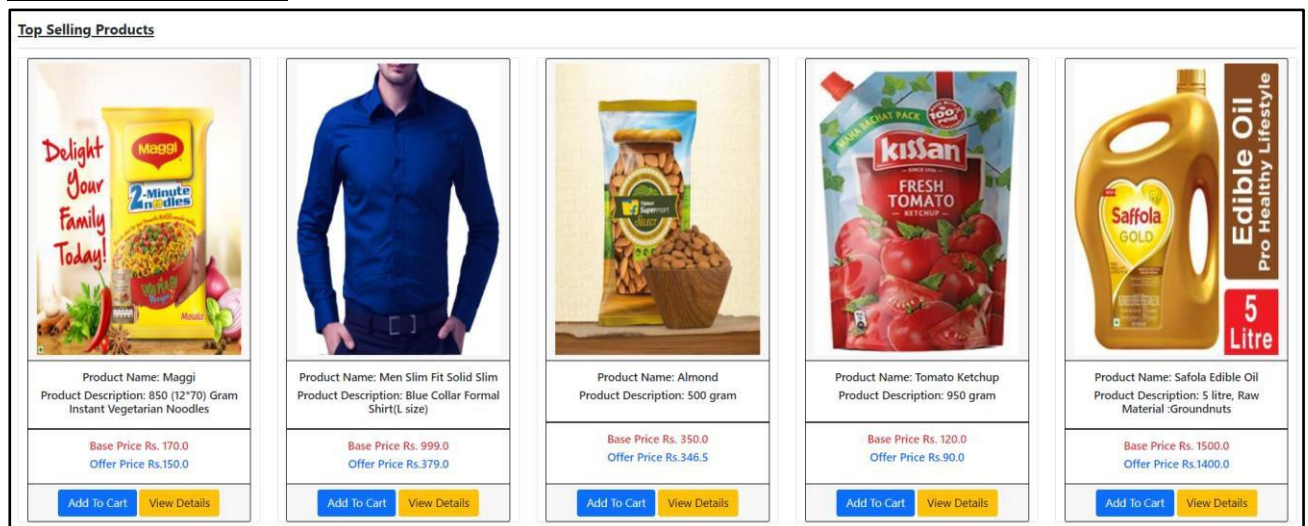 Top Selling Products
Delight
Your
Family
Today!
Maggi
2-Minute
noodles
Masala
Product Name: Maggi
Product Description: 850 (12*70) Gram
Instant Vegetarian Noodles
Base Price Rs. 170.0
Offer Price Rs.150.0
Add To Cart
View Details
Product Name: Men Slim Fit Solid Slim
Product Description: Blue Collar Formal
Shirt(L size)
Base Price Rs. 999.0
Offer Price Rs.379.0
Add To Cart
View Details
Flipkart
Supermart
SELECT
Product Name: Almond
Product Description: 500 gram
Base Price Rs. 350.0
Offer Price Rs.346.5
Add To Cart
View Details
MAHA BACHAT PACK
100%
Real
Kissan
SINCE 1934
FRESH
TOMATO
KETCHUP
Product Name: Tomato Ketchup
Product Description: 950 gram
Base Price Rs. 120.0
Offer Price Rs.90.0
Add To Cart
View Details
Saffola
GOLD
Edible Oil
Pro Healthy Lifestyle
5
Litre
Product Name: Safola Edible Oil
Product Description: 5 litre, Raw
Material :Groundnuts
Base Price Rs. 1500.0
Offer Price Rs.1400.0
Add To Cart
View Details